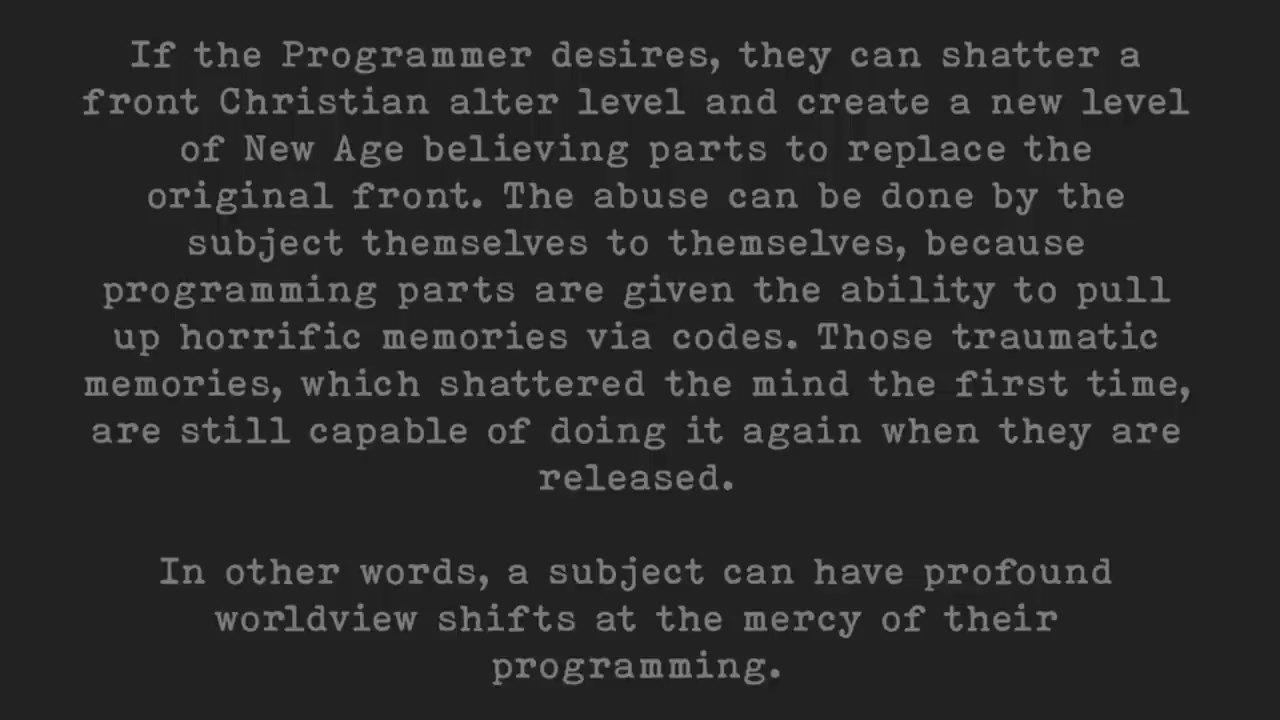 If the Programmer desires, they can shatter a
front Christian alter level and create a new level
of New Age believing parts to replace the
original front. The abuse can be done by the
subject themselves to themselves, because
programming parts are given the ability to pull
up horrific memories via codes. Those traumatic
memories, which shattered the mind the first time,
are still capable of doing it again when they are
released.
In other words, a subject can have profound
worldview shifts at the mercy of their
programming.